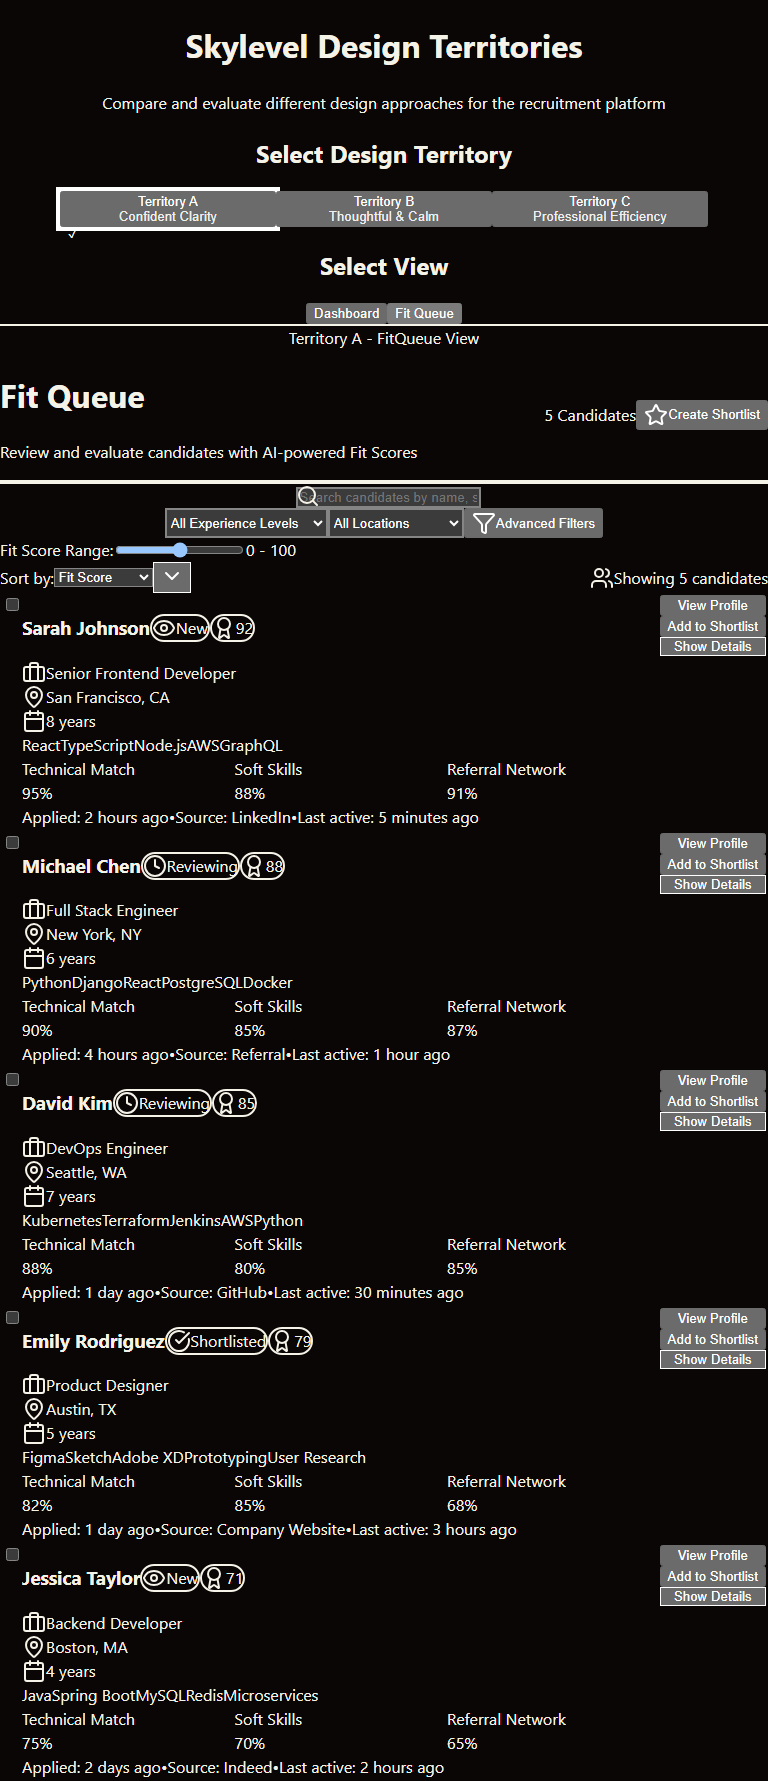 Skylevel Design Territories
Compare and evaluate different design approaches for the recruitment platform
Select Design Territory
Territory A Territory B Territory C
Confident Clarity Thoughtful & Calm Professional Efficiency
✓
Select View
Dashboard Fit Queue
Territory A - FitQueue View
Fit Queue
5 Candidates Create Shortlist
Review and evaluate candidates with AI-powered Fit Scores
Search candidates by name, s
All Experience Levels All Locations Advanced Filters
Fit Score Range: 0 - 100
Sort by: Fit Score Showing 5 candidates
View Profile
Sarah Johnson New 92 Add to Shortlist
Show Details
Senior Frontend Developer
San Francisco, CA
8 years
ReactTypeScriptNode.jsAWSGraphQL
Technical Match Soft Skills Referral Network
95% 88% 91%
Applied: 2 hours ago•Source: LinkedIn•Last active: 5 minutes ago
View Profile
Michael Chen Reviewing 88 Add to Shortlist
Show Details
Full Stack Engineer
New York, NY
6 years
PythonDjangoReactPostgreSQLDocker
Technical Match Soft Skills Referral Network
90% 85% 87%
Applied: 4 hours ago•Source: Referral•Last active: 1 hour ago
View Profile
David Kim Reviewing 85 Add to Shortlist
Show Details
DevOps Engineer
Seattle, WA
7 years
KubernetesTerraformJenkinsAWSPython
Technical Match Soft Skills Referral Network
88% 80% 85%
Applied: 1 day ago•Source: GitHub•Last active: 30 minutes ago
View Profile
Emily Rodriguez Shortlisted 79 Add to Shortlist
Show Details
Product Designer
Austin, TX
5 years
FigmaSketchAdobe XDPrototypingUser Research
Technical Match Soft Skills Referral Network
82% 85% 68%
Applied: 1 day ago•Source: Company Website•Last active: 3 hours ago
View Profile
Jessica Taylor New 71 Add to Shortlist
Show Details
Backend Developer
Boston, MA
4 years
JavaSpring BootMySQLRedisMicroservices
Technical Match Soft Skills Referral Network
75% 70% 65%
Applied: 2 days ago•Source: Indeed•Last active: 2 hours ago